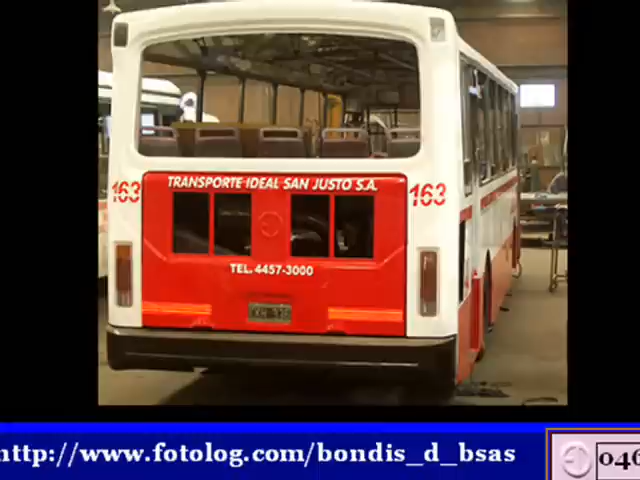 TRANSPORTE IDEAL SAN JUSTO S.A.
163 163
TEL. 4457-3000
http://www.fotolog.com/bondis_d_bsas
046